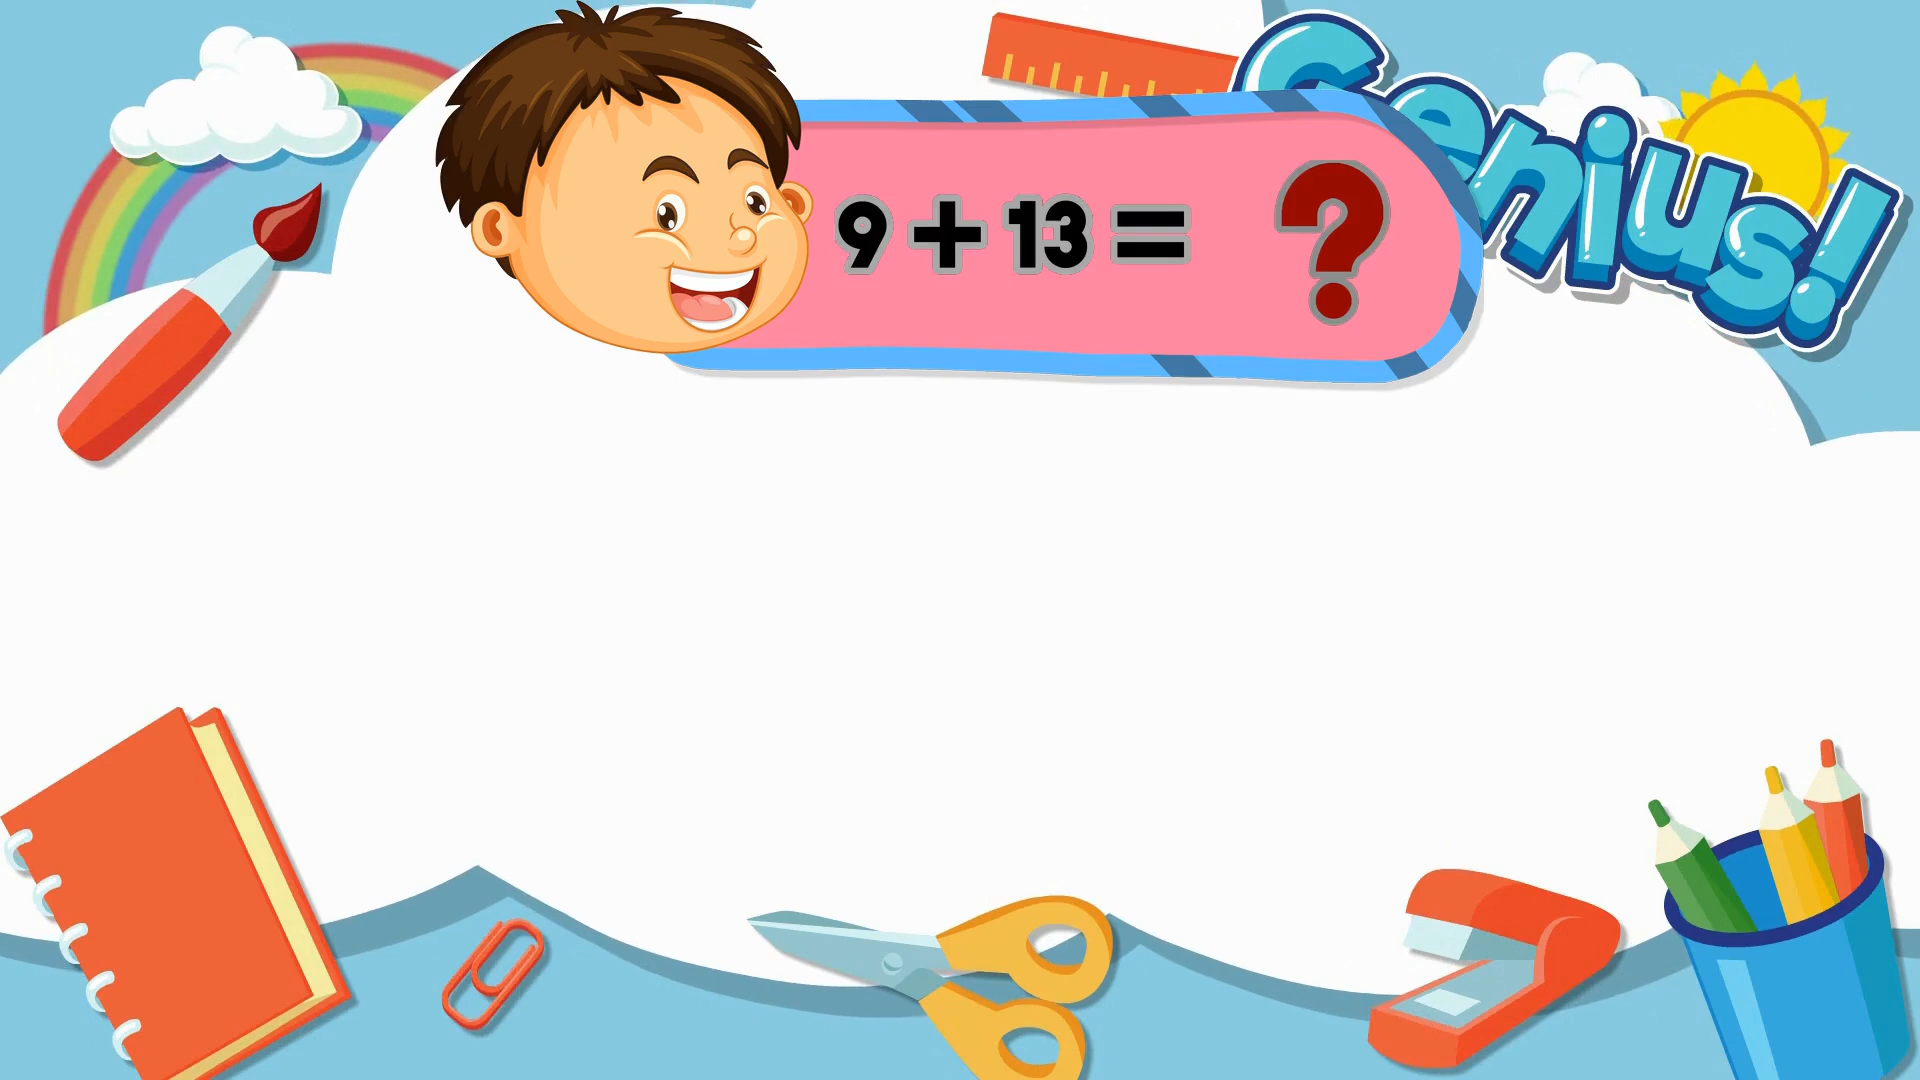 Genius!
9 + 13 = ?